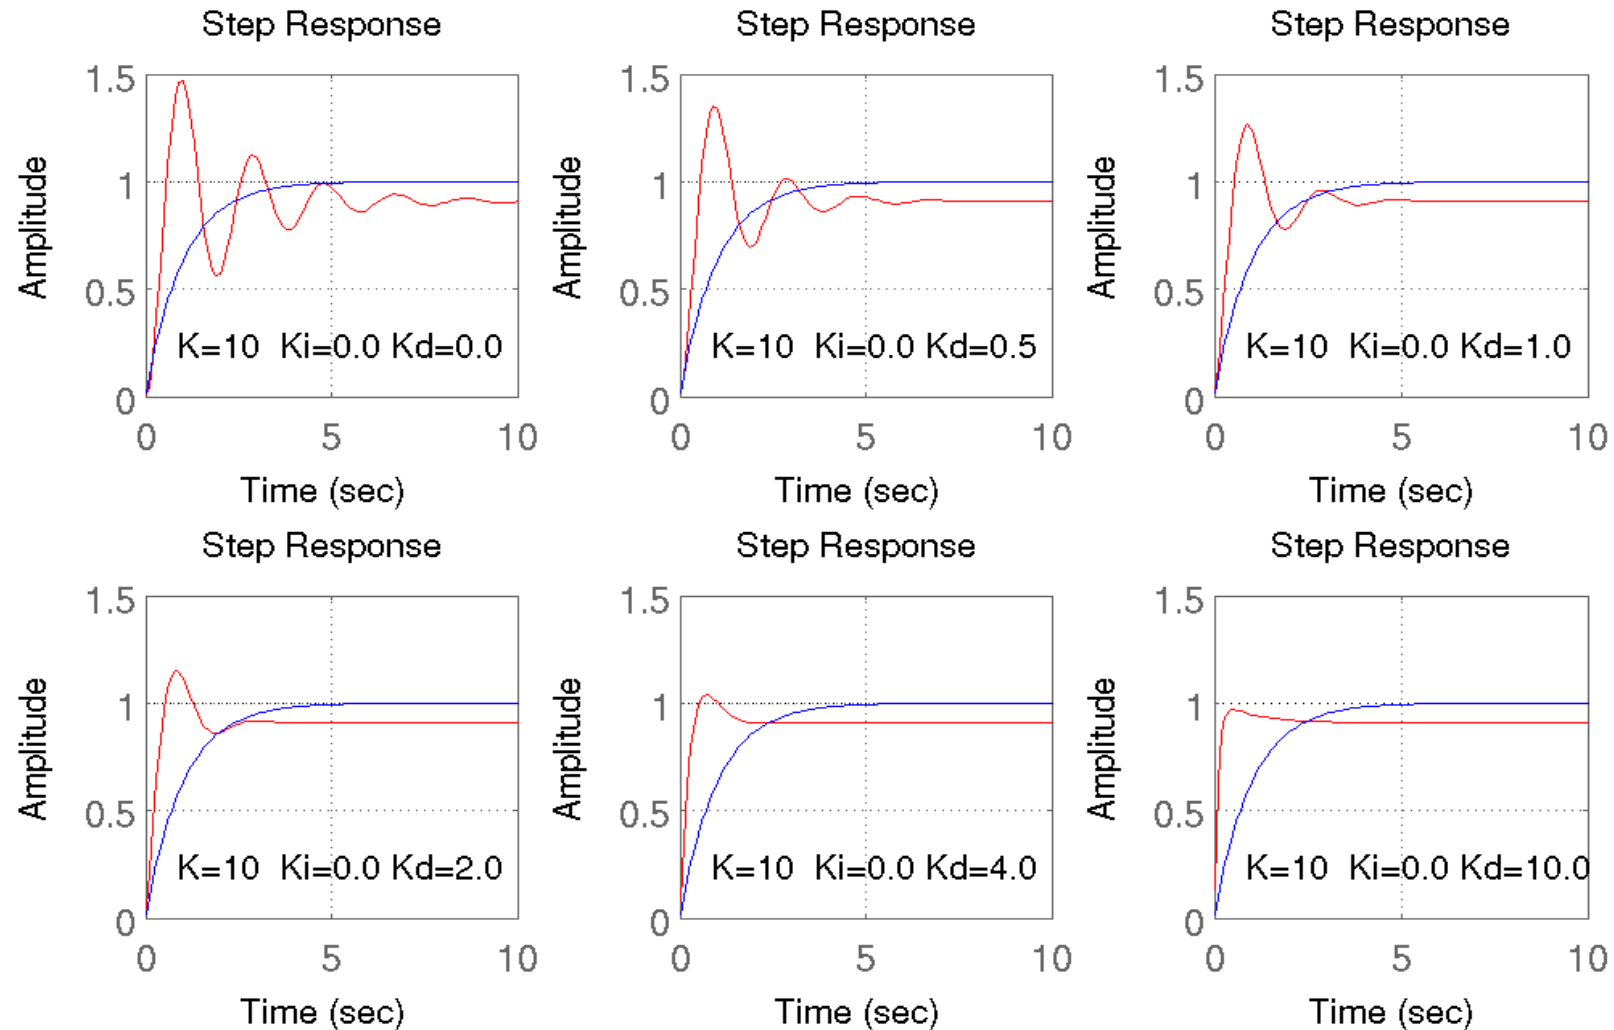 Step Response
1.5
1
0.5
0
Amplitude
K=10 Ki=0.0 Kd=0.0
0 5 10
Time (sec)
Step Response
1.5
1
0.5
0
Amplitude
K=10 Ki=0.0 Kd=0.5
0 5 10
Time (sec)
Step Response
1.5
1
0.5
0
Amplitude
K=10 Ki=0.0 Kd=1.0
0 5 10
Time (sec)
Step Response
1.5
1
0.5
0
Amplitude
K=10 Ki=0.0 Kd=2.0
0 5 10
Time (sec)
Step Response
1.5
1
0.5
0
Amplitude
K=10 Ki=0.0 Kd=4.0
0 5 10
Time (sec)
Step Response
1.5
1
0.5
0
Amplitude
K=10 Ki=0.0 Kd=10.0
0 5 10
Time (sec)